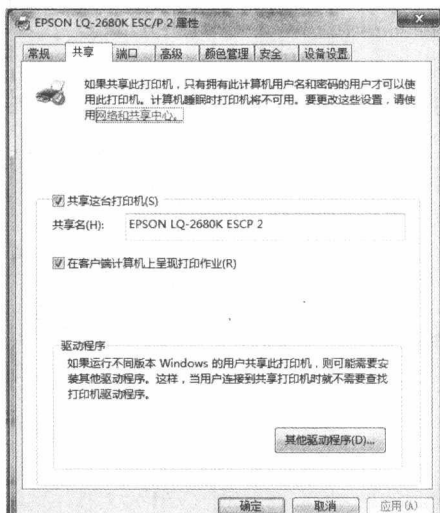 EPSON LQ-2680K ESC/P 2 属性
常规 共享 端口 高级 颜色管理 安全 设备设置
如果共享此打印机，只有拥有此计算机用户名和密码的用户才可以使
用此打印机。计算机睡眠时打印机将不可用。要更改这些设置，请使
用网络和共享中心。
共享这台打印机(S)
共享名(H): EPSON LQ-2680K ESCP 2
在客户端计算机上呈现打印作业(R)
驱动程序
如果运行不同版本 Windows 的用户共享此打印机，则可能需要安
装其他驱动程序。这样，当用户连接到共享打印机时就不需要查找
打印机驱动程序。
其他驱动程序(D)...
确定 取消 应用(A)